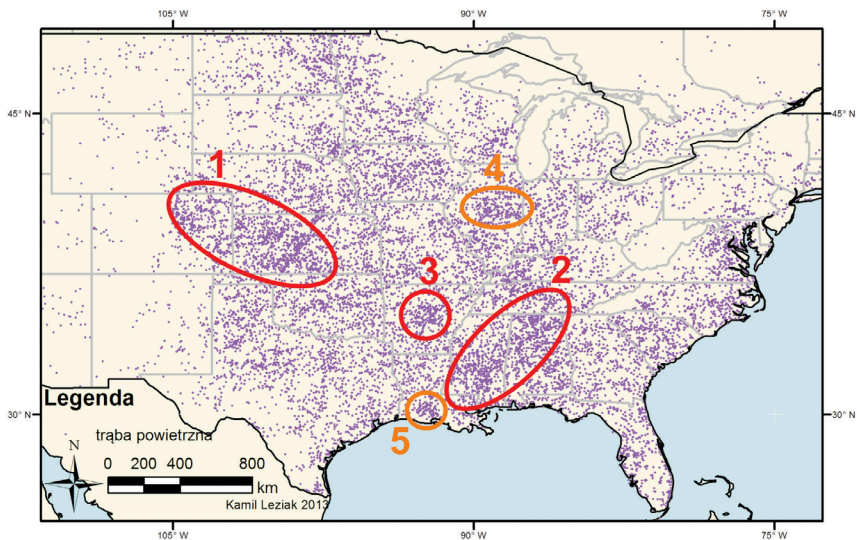 105° W 90° W 75° W
45° N 45° N
1
4
3
2
5
30° N 30° N
Legenda
trąba powietrzna
N
0 200 400 800
km
Kamil Leziak 2013
105° W 90° W 75° W